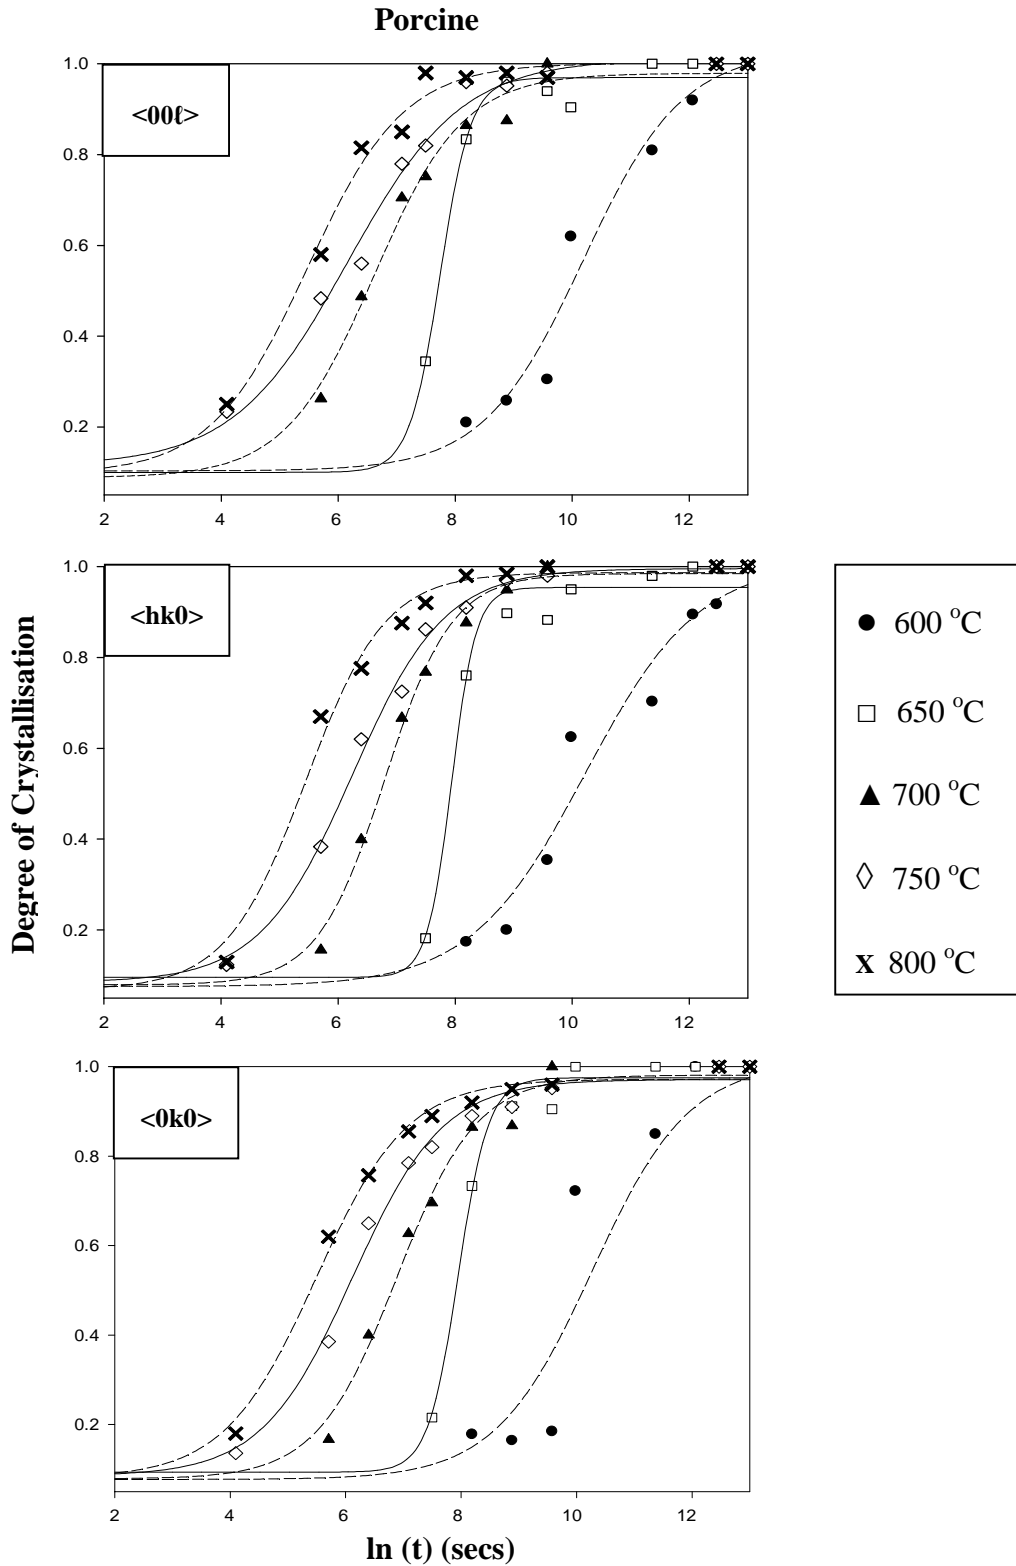 Porcine
<00ℓ>
1.0
0.8
0.6
0.4
0.2
2 4 6 8 10 12
<hk0>
1.0
0.8
0.6
0.4
0.2
2 4 6 8 10 12
Degree of Crystallisation
600 °C
650 °C
700 °C
750 °C
x 800 °C
<0k0>
1.0
0.8
0.6
0.4
0.2
2 4 6 8 10 12
ln (t) (secs)